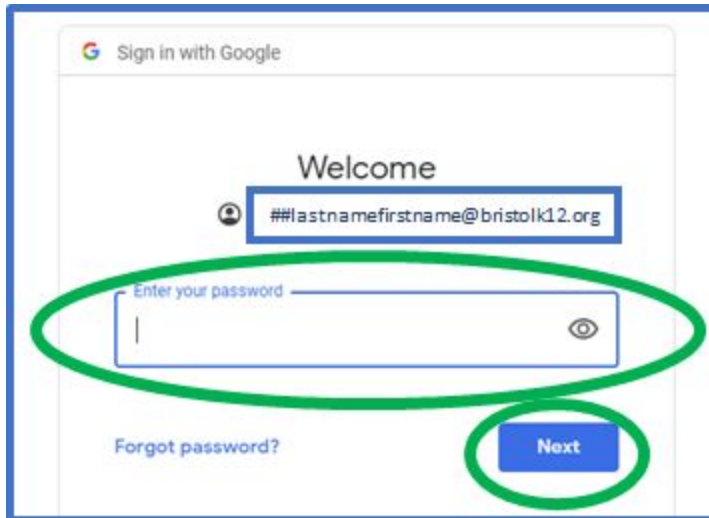 Sign in with Google
Welcome
##lastnamefirstname@bristolk12.org
Enter your password
Forgot password?
Next